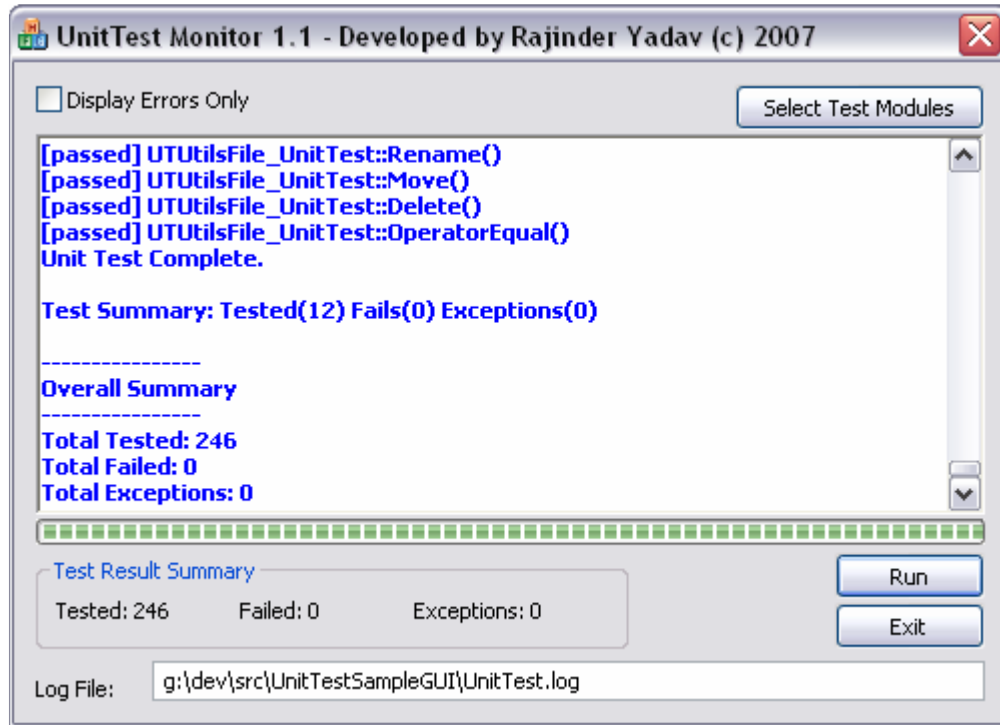 UnitTest Monitor 1.1 - Developed by Rajinder Yadav (c) 2007
Display Errors Only
Select Test Modules
[passed] UTUtilsFile_UnitTest::Rename()
[passed] UTUtilsFile_UnitTest::Move()
[passed] UTUtilsFile_UnitTest::Delete()
[passed] UTUtilsFile_UnitTest::OperatorEqual()
Unit Test Complete.
Test Summary: Tested(12) Fails(0) Exceptions(0)
----------------
Overall Summary
----------------
Total Tested: 246
Total Failed: 0
Total Exceptions: 0
Test Result Summary
Tested: 246 Failed: 0 Exceptions: 0
Run
Exit
Log File: g:\dev\src\UnitTestSampleGUI\UnitTest.log